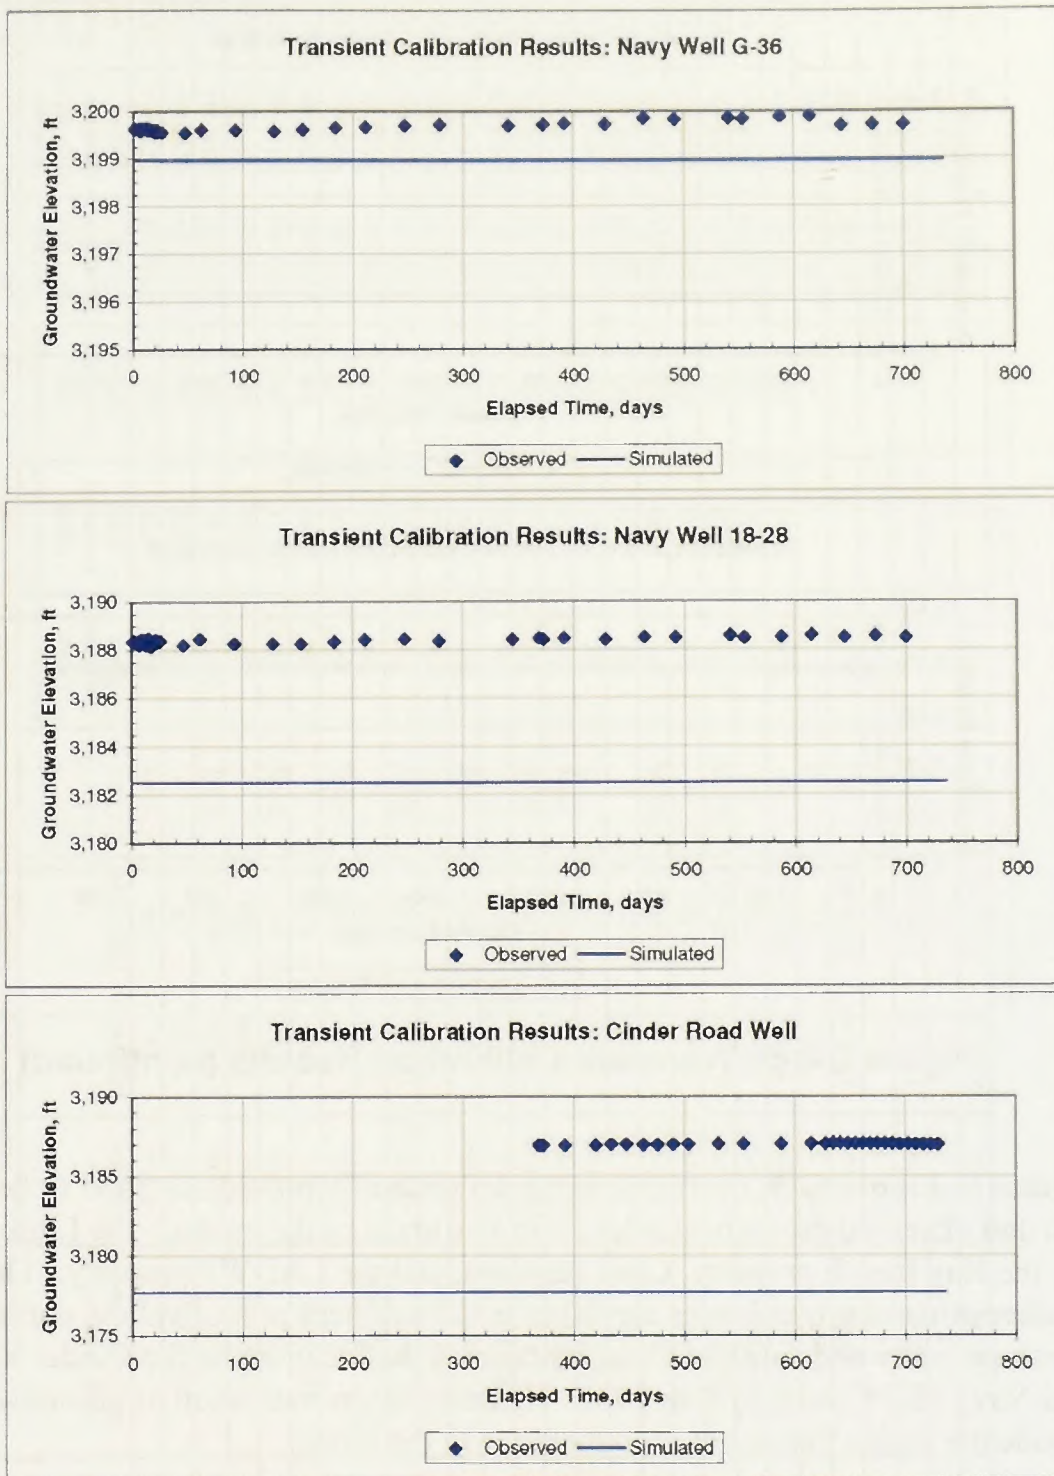 Transient Calibration Results: Navy Well G-36
Groundwater Elevation, ft
3,200
3,199
3,198
3,197
3,196
3,195
0 100 200 300 400 500 600 700 800
Elapsed Time, days
Observed Simulated
Transient Calibration Results: Navy Well 18-28
Groundwater Elevation, ft
3,190
3,188
3,186
3,184
3,182
3,180
0 100 200 300 400 500 600 700 800
Elapsed Time, days
Observed Simulated
Transient Calibration Results: Cinder Road Well
Groundwater Elevation, ft
3,190
3,185
3,180
3,175
0 100 200 300 400 500 600 700 800
Elapsed Time, days
Observed Simulated